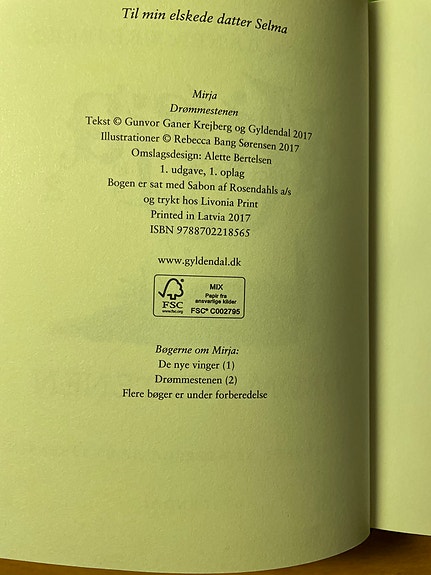 Til min elskede datter Selma
Mirja
Drømmestenen
Tekst © Gunvor Ganer Krejberg og Gyldendal 2017
Illustrationer © Rebecca Bang Sørensen 2017
Omslagsdesign: Alette Bertelsen
1. udgave, 1. oplag
Bogen er sat med Sabon af Rosendahls a/s
og trykt hos Livonia Print
Printed in Latvia 2017
ISBN 9788702218565
www.gyldendal.dk
FSC
www.fsc.org
MIX
Papir fra
ansvarlige kilder
FSC® C002795
Bøgerne om Mirja:
De nye vinger (1)
Drømmestenen (2)
Flere bøger er under forberedelse